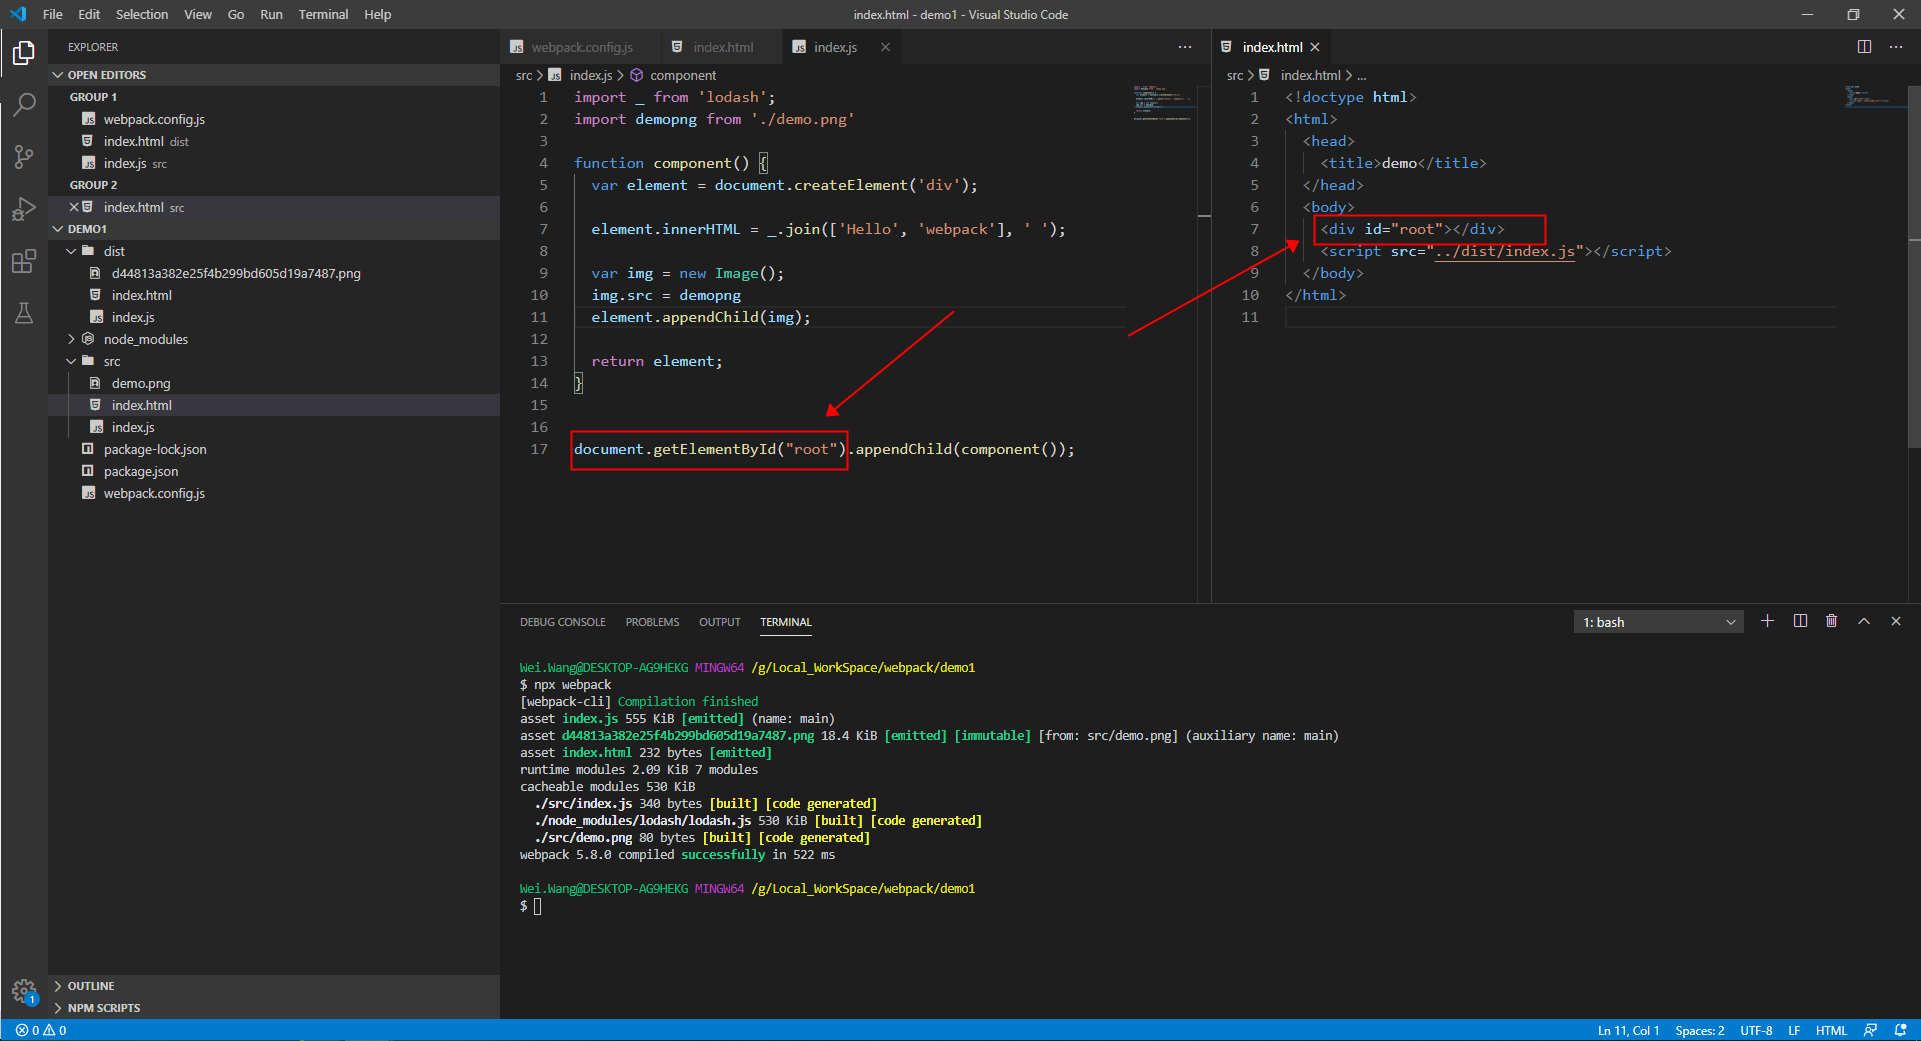 File Edit Selection View Go Run Terminal Help
index.html - demo1 - Visual Studio Code
EXPLORER
OPEN EDITORS
GROUP 1
webpack.config.js
index.html dist
index.js src
GROUP 2
index.html src
DEMO1
dist
d44813a382e25f4b299bd605d19a7487.png
index.html
index.js
node_modules
src
demo.png
index.html
index.js
package-lock.json
package.json
webpack.config.js
OUTLINE
NPM SCRIPTS
webpack.config.js index.html index.js
src > index.js > component
1 import _ from 'lodash';
2 import demopng from './demo.png'
3
4 function component() {
5 var element = document.createElement('div');
6
7 element.innerHTML = _.join(['Hello', 'webpack'], ' ');
8
9 var img = new Image();
10 img.src = demopng
11 element.appendChild(img);
12
13 return element;
14 }
15
16
17 document.getElementById("root").appendChild(component());
index.html
src > index.html > ...
1 <!doctype html>
2 <html>
3 <head>
4 <title>demo</title>
5 </head>
6 <body>
7 <div id="root"></div>
8 <script src="../dist/index.js"></script>
9 </body>
10 </html>
11
DEBUG CONSOLE PROBLEMS OUTPUT TERMINAL
1: bash
Wei.Wang@DESKTOP-AG9HEKG MINGW64 /g/Local_WorkSpace/webpack/demo1
$ npx webpack
[webpack-cli] Compilation finished
asset index.js 555 KiB [emitted] (name: main)
asset d44813a382e25f4b299bd605d19a7487.png 18.4 KiB [emitted] [immutable] [from: src/demo.png] (auxiliary name: main)
asset index.html 232 bytes [emitted]
runtime modules 2.09 KiB 7 modules
cacheable modules 530 KiB
./src/index.js 340 bytes [built] [code generated]
./node_modules/lodash/lodash.js 530 KiB [built] [code generated]
./src/demo.png 80 bytes [built] [code generated]
webpack 5.8.0 compiled successfully in 522 ms
Wei.Wang@DESKTOP-AG9HEKG MINGW64 /g/Local_WorkSpace/webpack/demo1
$
1
0 0
Ln 11, Col 1 Spaces: 2 UTF-8 LF HTML